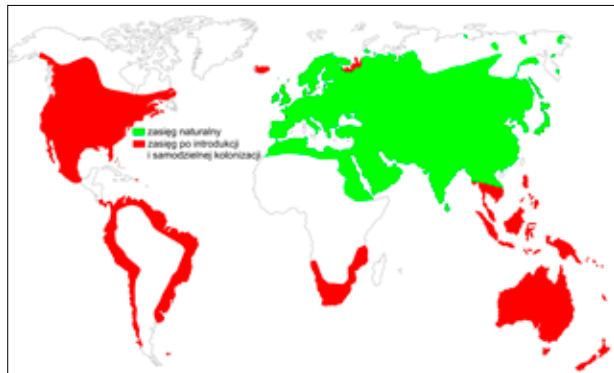 zasięg naturalny
zasięg po introdukcji
i samodzielnej kolonizacji